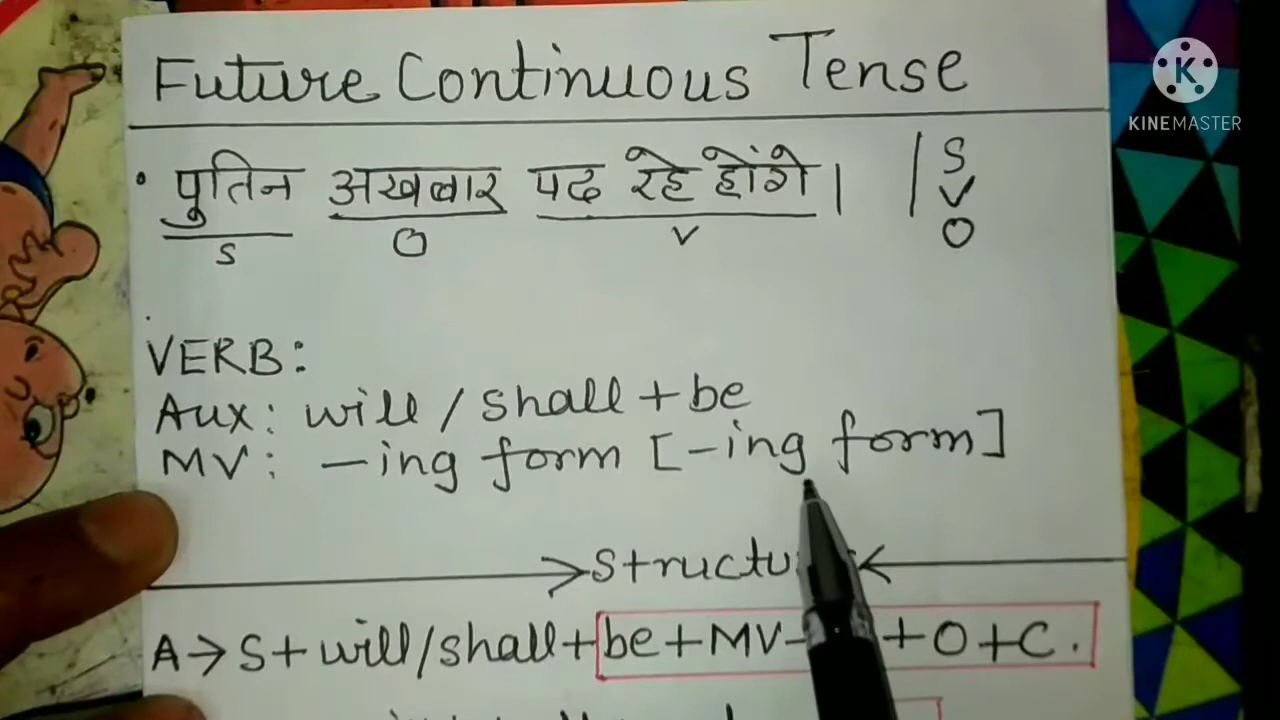 Future Continuous Tense
K
KINEMASTER
• पुतिन अखबार पढ रहे होंगे। | S
S O V V
O
VERB:
Aux: will / shall + be
MV: -ing form [-ing form]
A → S + will/shall + be + MV + O + C.